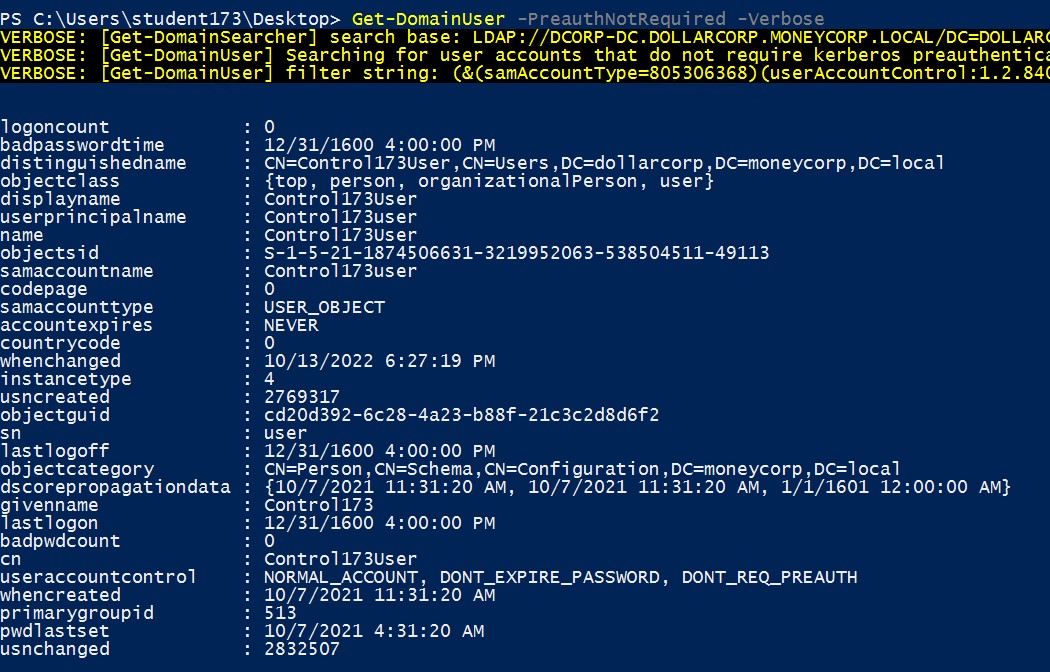 PS C:\Users\student173\Desktop> Get-DomainUser -PreauthNotRequired -Verbose
VERBOSE: [Get-DomainSearcher] search base: LDAP://DCORP-DC.DOLLARCORP.MONEYCORP.LOCAL/DC=DOLLARC
VERBOSE: [Get-DomainUser] Searching for user accounts that do not require kerberos preauthentica
VERBOSE: [Get-DomainUser] filter string: (&(samAccountType=805306368)(userAccountControl:1.2.840
logoncount : 0
badpasswordtime : 12/31/1600 4:00:00 PM
distinguishedname : CN=Control173User,CN=Users,DC=dollarcorp,DC=moneycorp,DC=local
objectclass : {top, person, organizationalPerson, user}
displayname : Control173User
userprincipalname : Control173user
name : Control173User
objectsid : S-1-5-21-1874506631-3219952063-538504511-49113
samaccountname : Control173user
codepage : 0
samaccounttype : USER_OBJECT
accountexpires : NEVER
countrycode : 0
whenchanged : 10/13/2022 6:27:19 PM
instancetype : 4
usncreated : 2769317
objectguid : cd20d392-6c28-4a23-b88f-21c3c2d8d6f2
sn : user
lastlogoff : 12/31/1600 4:00:00 PM
objectcategory : CN=Person,CN=Schema,CN=Configuration,DC=moneycorp,DC=local
dscorepropagationdata : {10/7/2021 11:31:20 AM, 10/7/2021 11:31:20 AM, 1/1/1601 12:00:00 AM}
givenname : Control173
lastlogon : 12/31/1600 4:00:00 PM
badpwdcount : 0
cn : Control173User
useraccountcontrol : NORMAL_ACCOUNT, DONT_EXPIRE_PASSWORD, DONT_REQ_PREAUTH
whencreated : 10/7/2021 11:31:20 AM
primarygroupid : 513
pwdlastset : 10/7/2021 4:31:20 AM
usnchanged : 2832507